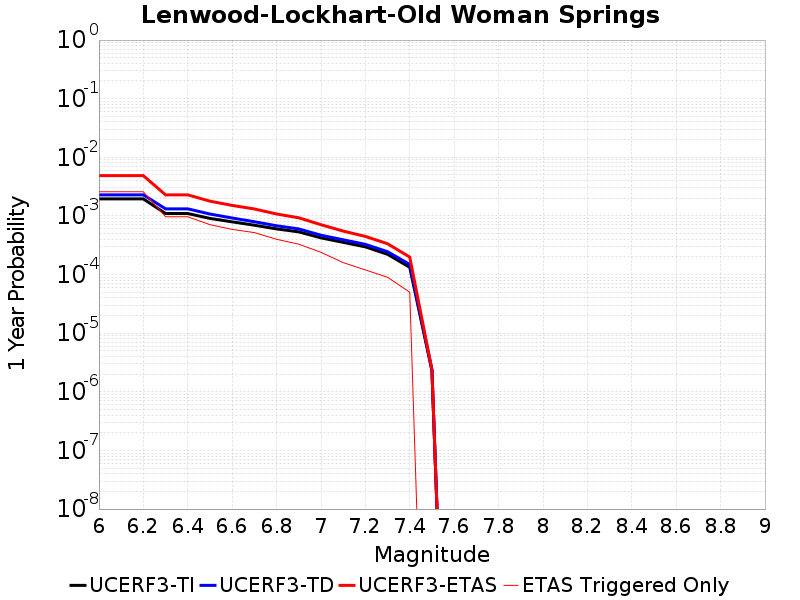 Lenwood-Lockhart-Old Woman Springs
10^0
10^-1
10^-2
10^-3
10^-4
10^-5
10^-6
10^-7
10^-8
1 Year Probability
6 6.2 6.4 6.6 6.8 7 7.2 7.4 7.6 7.8 8 8.2 8.4 8.6 8.8 9
Magnitude
UCERF3-TI UCERF3-TD UCERF3-ETAS ETAS Triggered Only